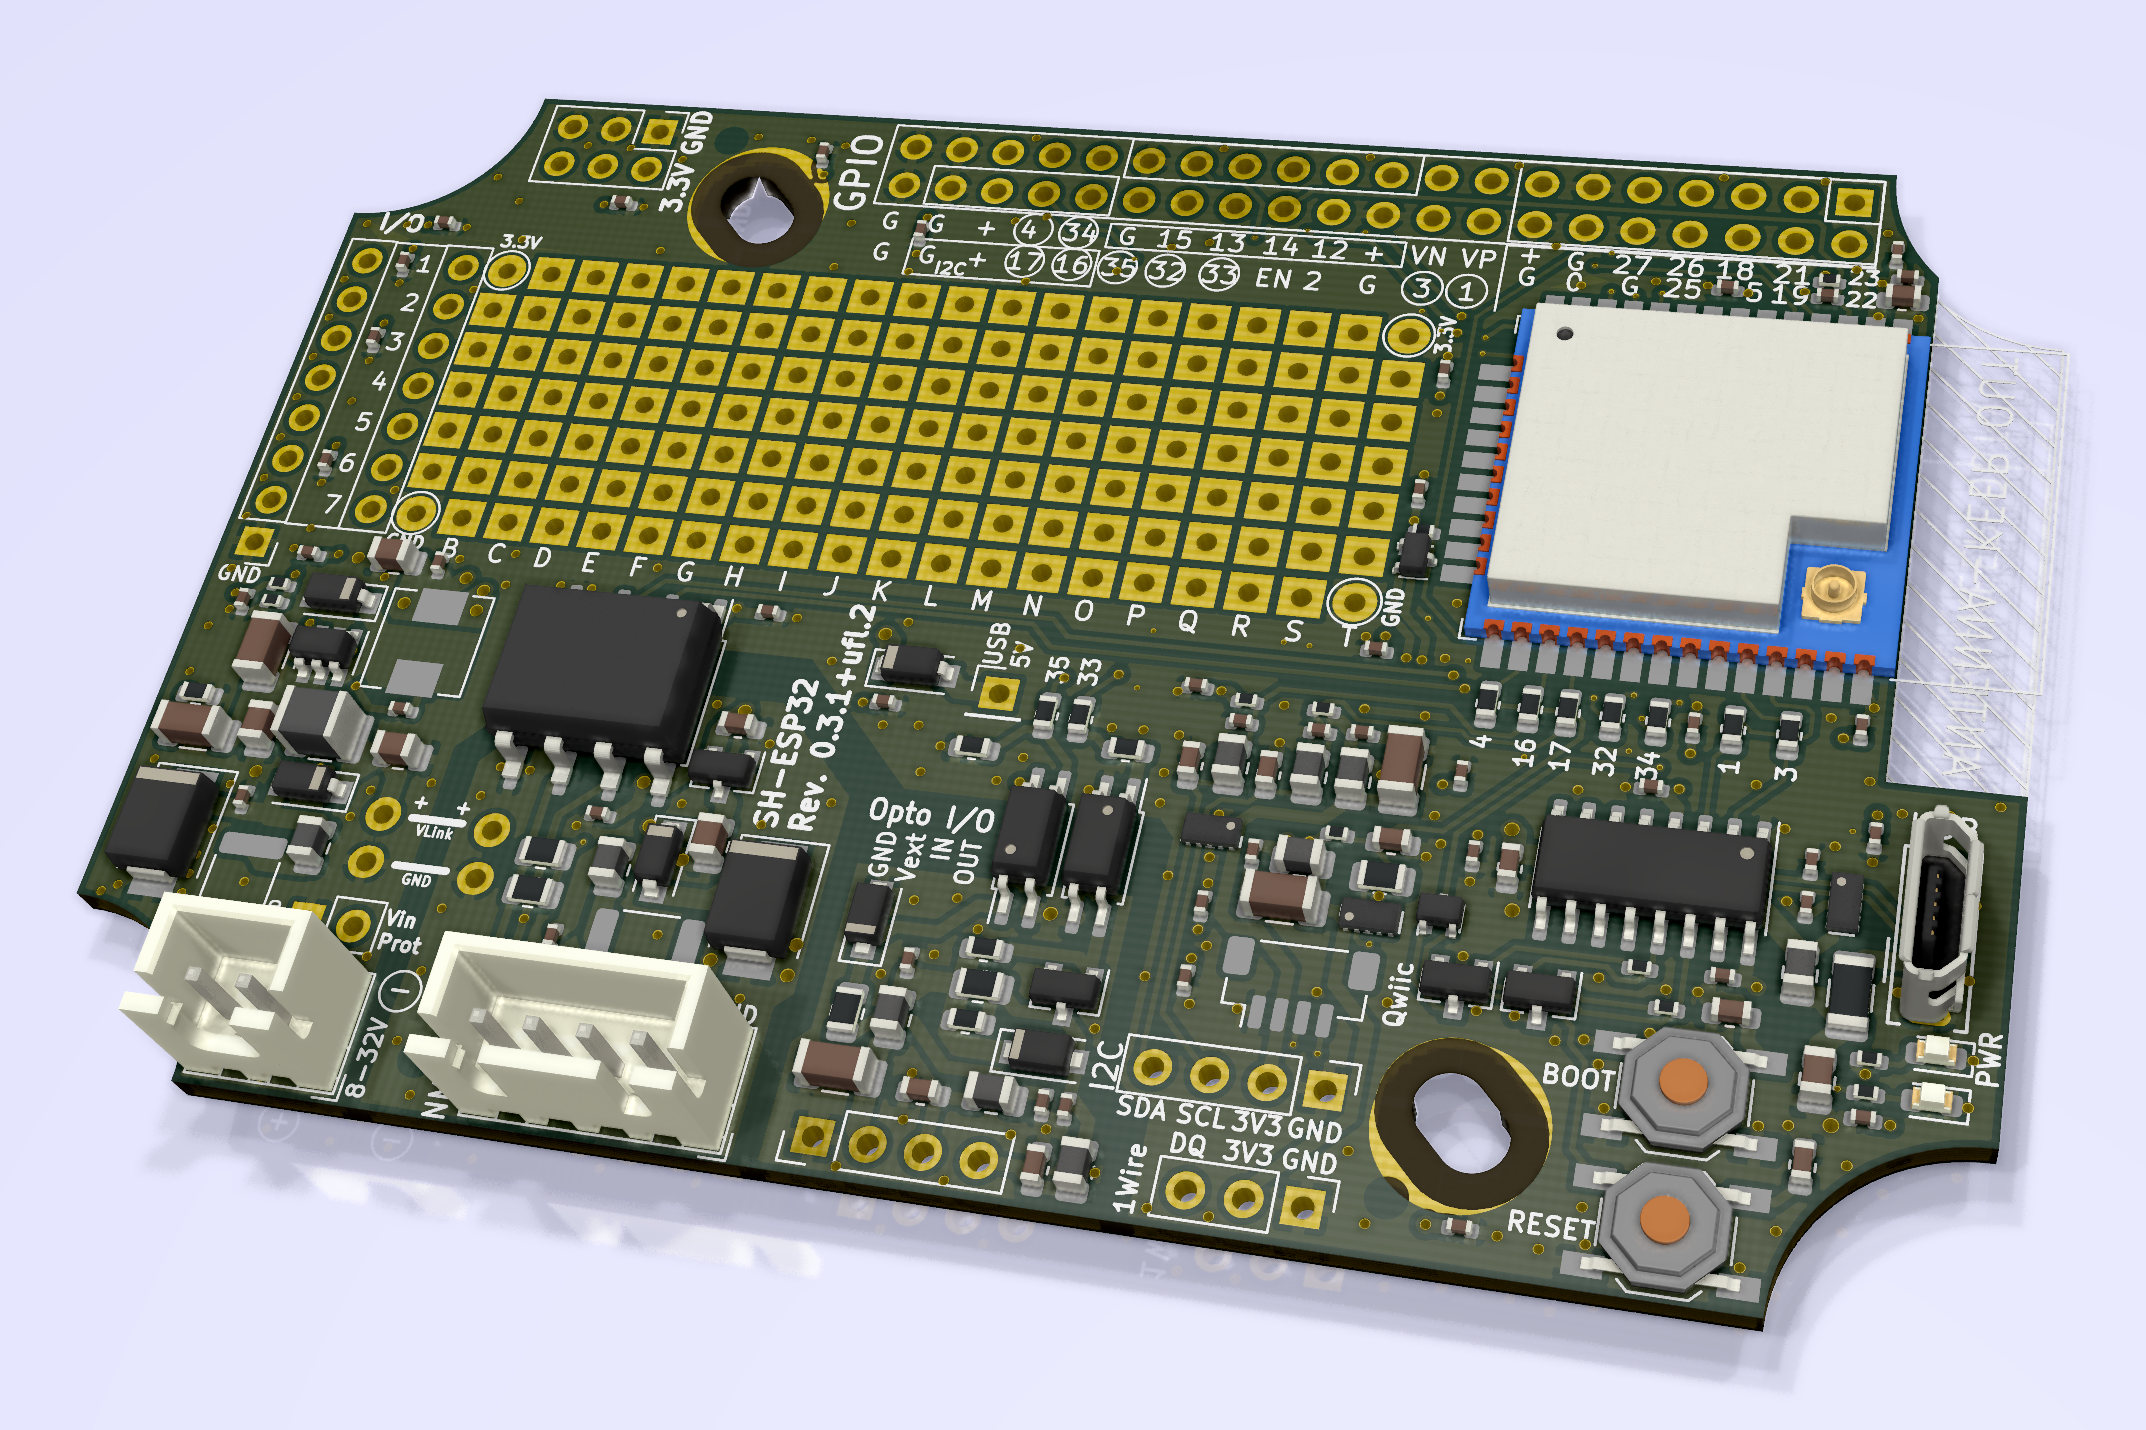 GND
3.3V
GPIO
I/O
3.3V
1
2
3
4
5
6
7
G G + 4 34 G 15 13 14 12 + VN VP + G 27 26 18 21 23
G G I2C + 17 16 35 32 33 EN 2 G 3 1 G G 25 5 19 22
3.3V
GND
B C D E F G H I J K L M N O P Q R S T
GND
GND
USB
5V
35
33
SH-ESP32
Rev. 0.3.1+ufl.2
4
16
17
32
34
1
3
+ +
VLink
GND
Opto I/O
GND
Vext
IN
OUT
Vin
Prot
8-32V
Qwiic
I2C
SDA SCL 3V3 GND
1Wire
DQ 3V3 GND
BOOT
RESET
PWR